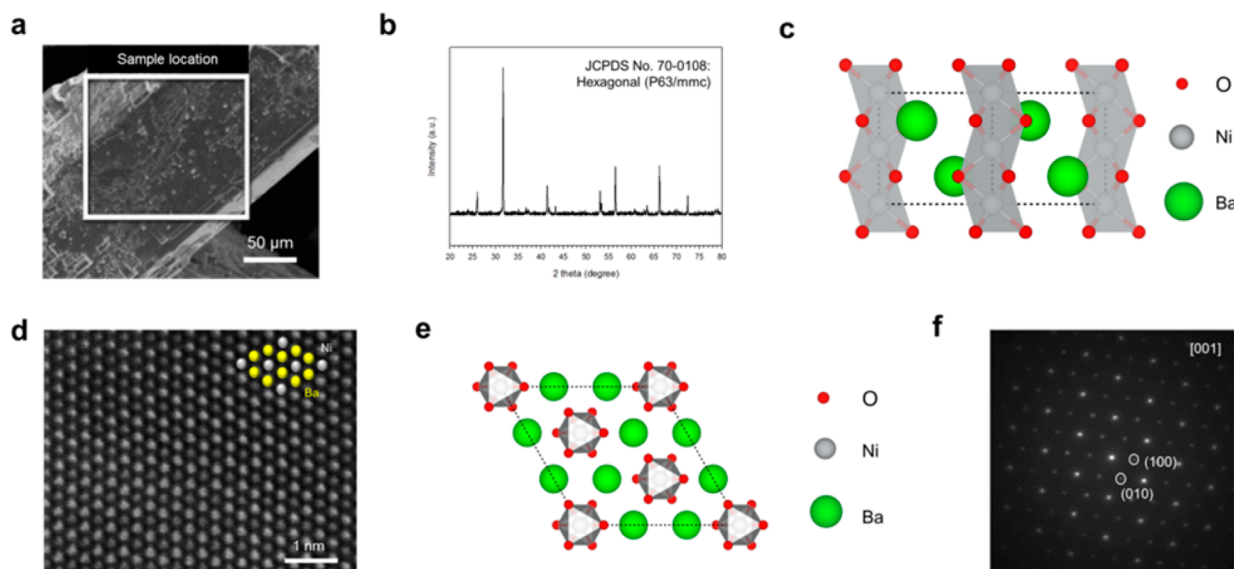 a
Sample location
50 μm
b
JCPDS No. 70-0108:
Hexagonal (P63/mmc)
Intensity (a.u.)
20 25 30 35 40 45 50 55 60 65 70 75 80
2 theta (degree)
c
O
Ni
Ba
d
Ni
Ba
1 nm
e
O
Ni
Ba
f
[001]
(100)
(010)